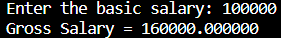 Enter the basic salary: 100000
Gross Salary = 160000.000000